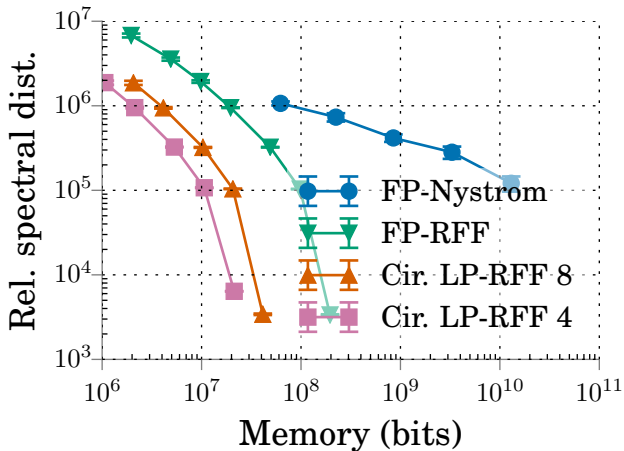 10^7
10^6
10^5
10^4
10^3
Rel. spectral dist.
FP-Nystrom
FP-RFF
Cir. LP-RFF 8
Cir. LP-RFF 4
10^6 10^7 10^8 10^9 10^10 10^11
Memory (bits)